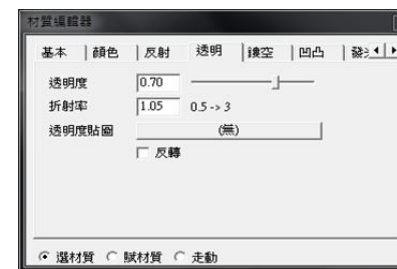 材質編輯器
基本 顏色 反射 透明 鏤空 凹凸
透明度 0.70
折射率 1.05 0.5 -> 3
透明度貼圖 (無)
反轉
選材質 賦材質 走動